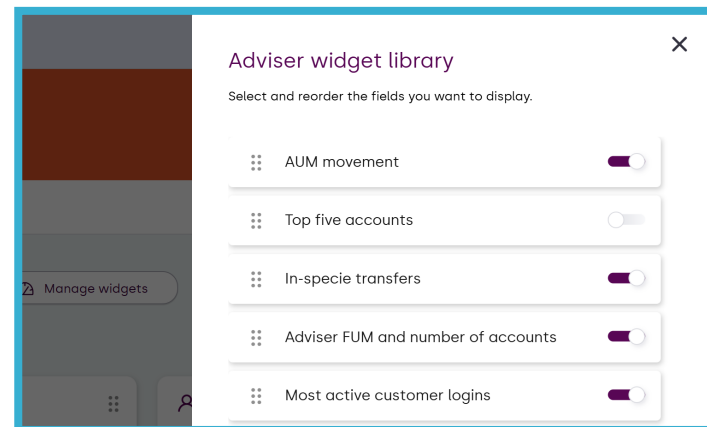 Adviser widget library
Select and reorder the fields you want to display.
AUM movement
Top five accounts
In-specie transfers
Manage widgets
Adviser FUM and number of accounts
Most active customer logins